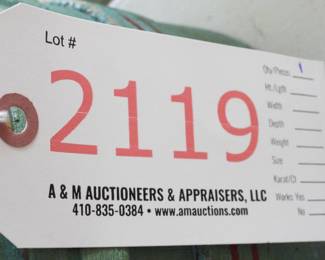 Lot #
2119
A & M AUCTIONEERS & APPRAISERS, LLC
410-835-0384 • www.amauctions.com
Qty/Pieces
Ht./Lgth
Width
Depth
Weight
Size
Karat/Ct
Works: Yes
No